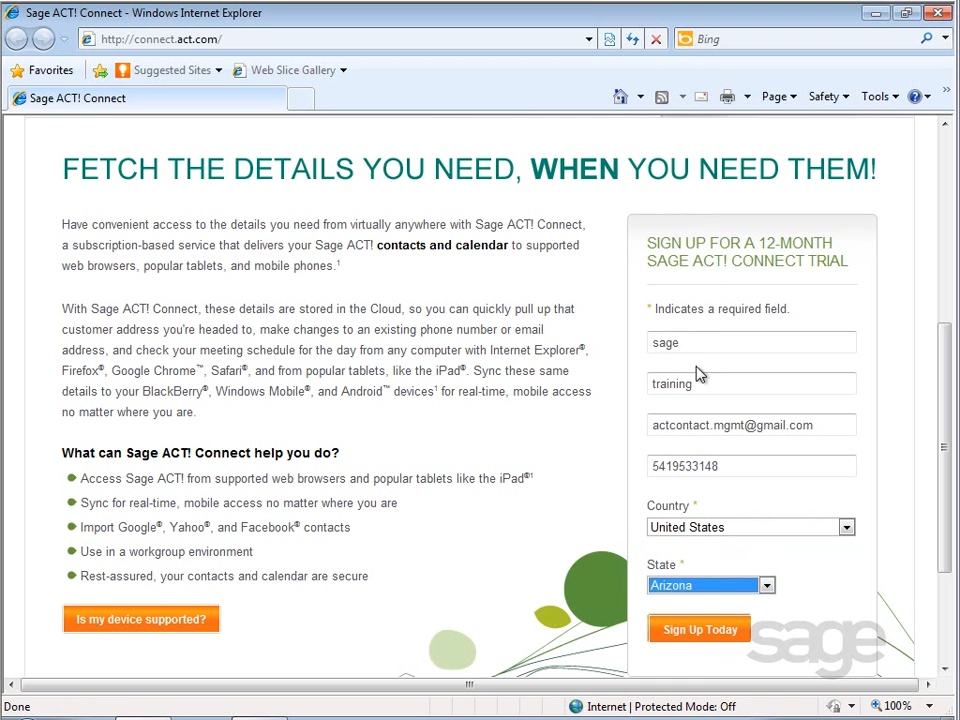 Sage ACT! Connect - Windows Internet Explorer
http://connect.act.com/
Bing
Favorites
Suggested Sites
Web Slice Gallery
Sage ACT! Connect
Page
Safety
Tools
FETCH THE DETAILS YOU NEED, WHEN YOU NEED THEM!
Have convenient access to the details you need from virtually anywhere with Sage ACT! Connect,
a subscription-based service that delivers your Sage ACT! contacts and calendar to supported
web browsers, popular tablets, and mobile phones.¹
With Sage ACT! Connect, these details are stored in the Cloud, so you can quickly pull up that
customer address you're headed to, make changes to an existing phone number or email
address, and check your meeting schedule for the day from any computer with Internet Explorer®,
Firefox®, Google Chrome™, Safari®, and from popular tablets, like the iPad®. Sync these same
details to your BlackBerry®, Windows Mobile®, and Android™ devices¹ for real-time, mobile access
no matter where you are.
What can Sage ACT! Connect help you do?
Access Sage ACT! from supported web browsers and popular tablets like the iPad®¹
Sync for real-time, mobile access no matter where you are
Import Google®, Yahoo®, and Facebook® contacts
Use in a workgroup environment
Rest-assured, your contacts and calendar are secure
Is my device supported?
SIGN UP FOR A 12-MONTH
SAGE ACT! CONNECT TRIAL
* Indicates a required field.
sage
training
actcontact.mgmt@gmail.com
5419533148
Country *
United States
State *
Arizona
Sign Up Today
sage
Done
Internet | Protected Mode: Off
100%